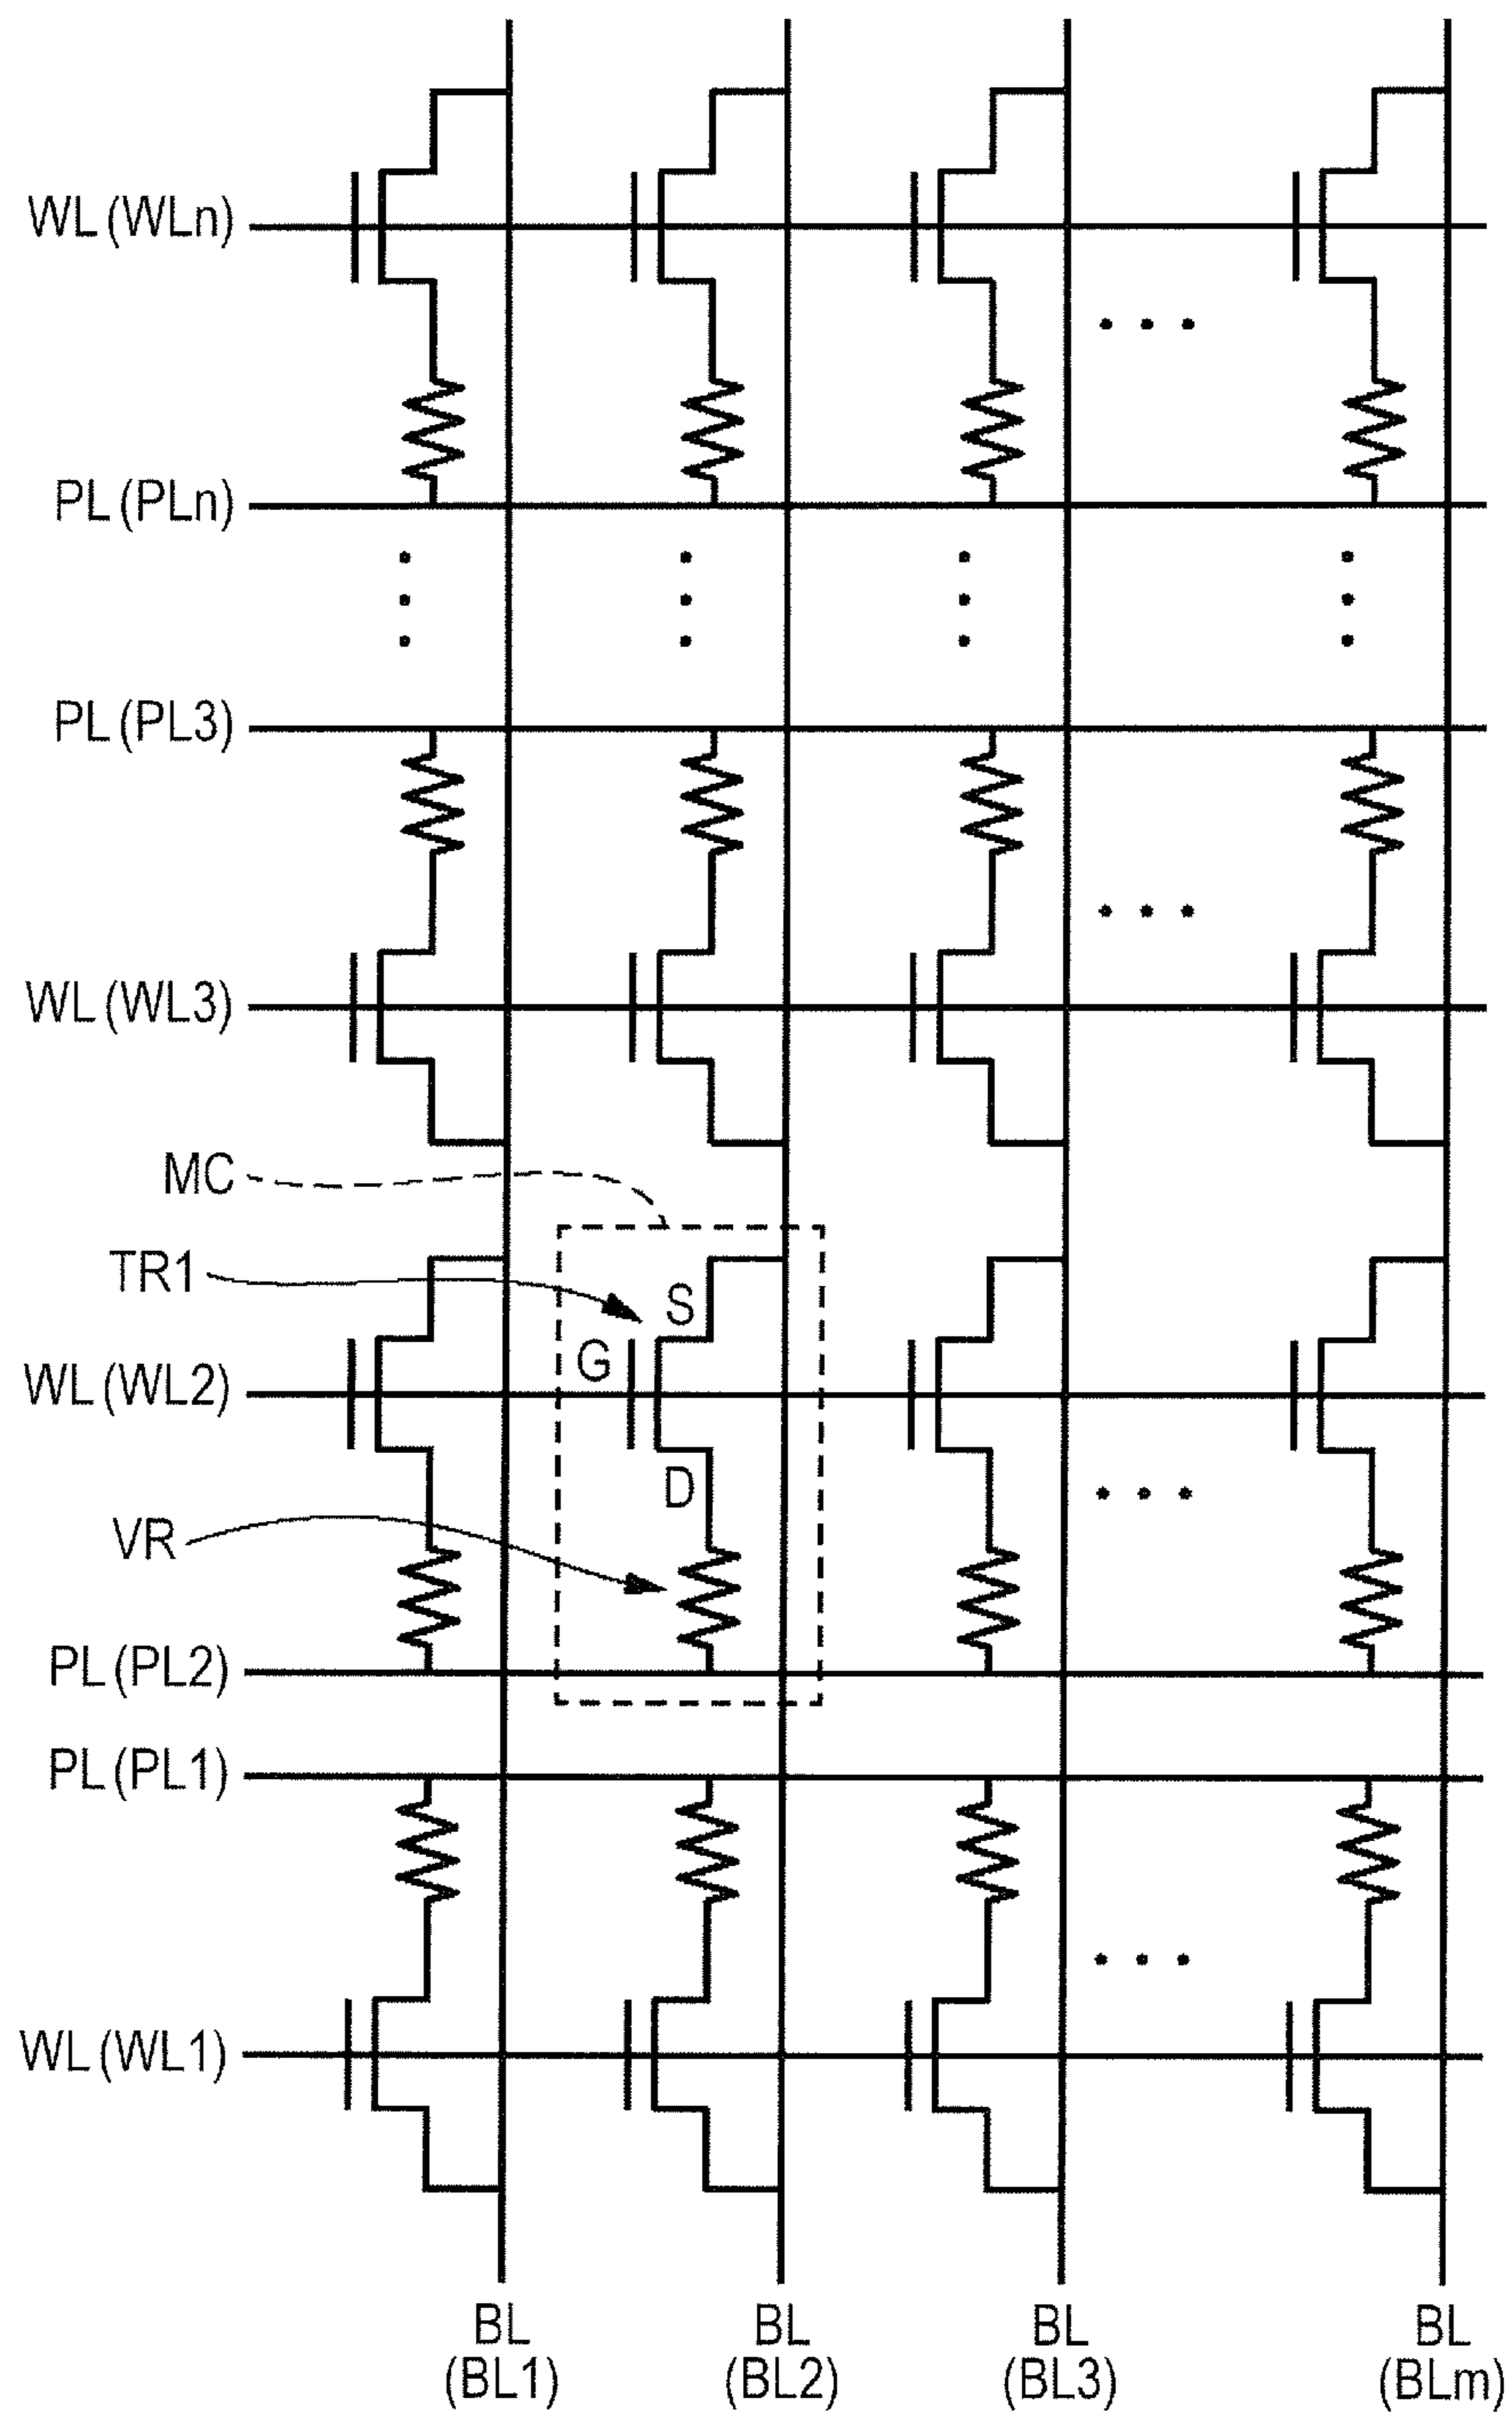 WL (WLn)
PL (PLn)
PL (PL3)
WL (WL3)
MC
TR1
S
G
WL (WL2)
D
VR
PL (PL2)
PL (PL1)
WL (WL1)
BL
(BL1)
BL
(BL2)
BL
(BL3)
BL
(BLm)